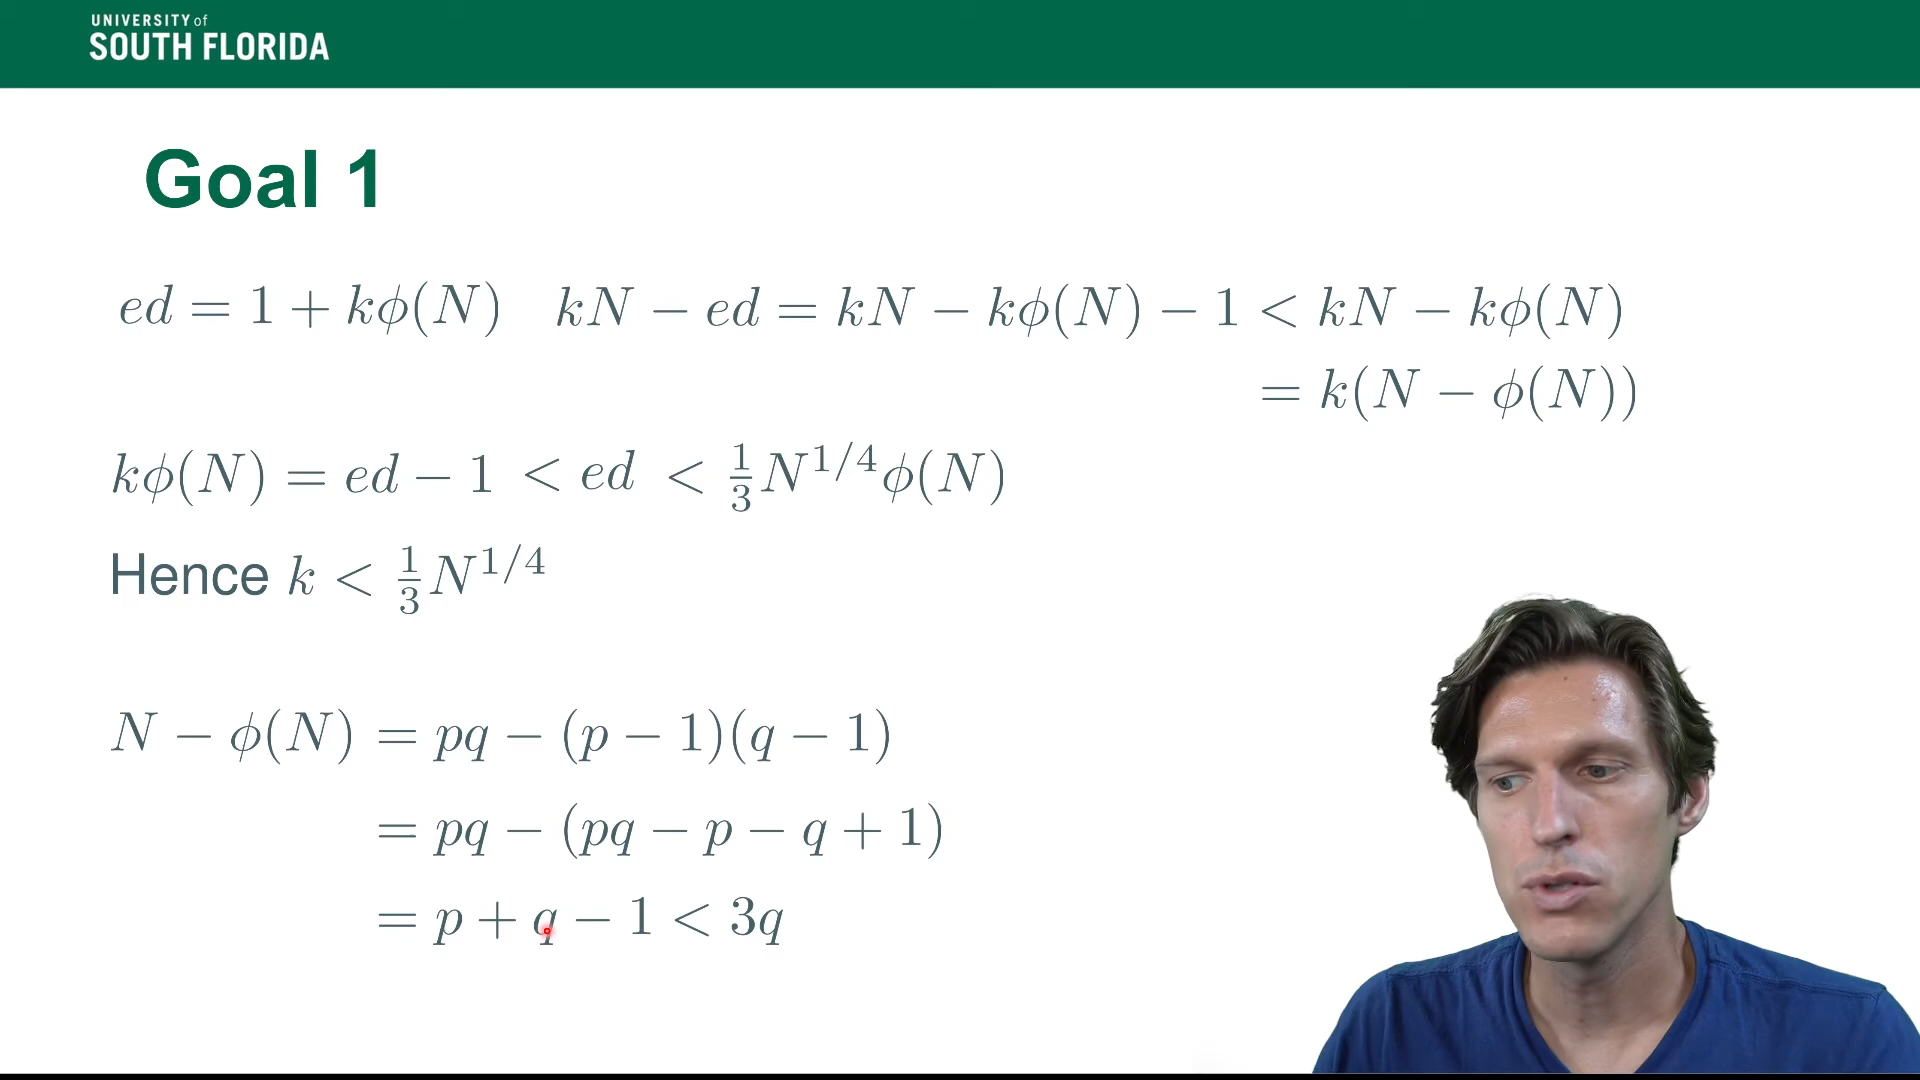 UNIVERSITY of
SOUTH FLORIDA
Goal 1
ed = 1 + kϕ(N)   kN − ed = kN − kϕ(N) − 1 < kN − kϕ(N)
= k(N − ϕ(N))
kϕ(N) = ed − 1 < ed < 1/3 N^{1/4} ϕ(N)
Hence k < 1/3 N^{1/4}
N − ϕ(N) = pq − (p − 1)(q − 1)
= pq − (pq − p − q + 1)
= p + q − 1 < 3q